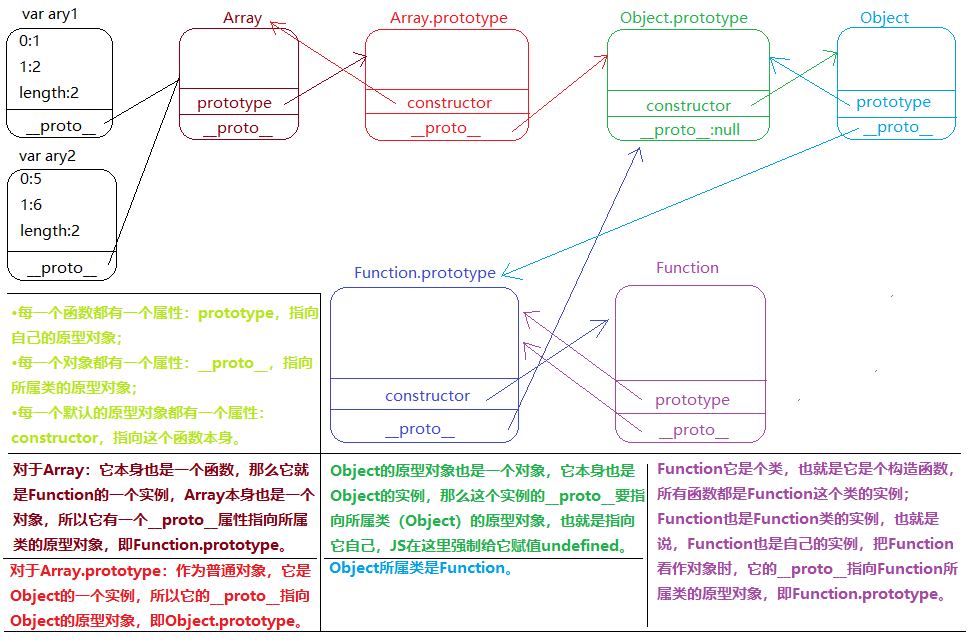 var ary1
0:1
1:2
length:2
__proto__
var ary2
0:5
1:6
length:2
__proto__
Array
prototype
__proto__
Array.prototype
constructor
__proto__
Object.prototype
constructor
__proto__:null
Object
prototype
__proto__
Function.prototype
constructor
__proto__
Function
prototype
__proto__
•每一个函数都有一个属性：prototype，指向
自己的原型对象；
•每一个对象都有一个属性：__proto__，指向
所属类的原型对象；
•每一个默认的原型对象都有一个属性：
constructor，指向这个函数本身。
对于Array：它本身也是一个函数，那么它就
是Function的一个实例，Array本身也是一个
对象，所以它有一个__proto__属性指向所属
类的原型对象，即Function.prototype。
对于Array.prototype：作为普通对象，它是
Object的一个实例，所以它的__proto__指向
Object的原型对象，即Object.prototype。
Object的原型对象也是一个对象，它本身也是
Object的实例，那么这个实例的__proto__要指
向所属类（Object）的原型对象，也就是指向
它自己，JS在这里强制给它赋值undefined。
Object所属类是Function。
Function它是个类，也就是它是个构造函数，
所有函数都是Function这个类的实例；
Function也是Function类的实例，也就是
说，Function也是自己的实例，把Function
看作对象时，它的__proto__指向Function所
属类的原型对象，即Function.prototype。